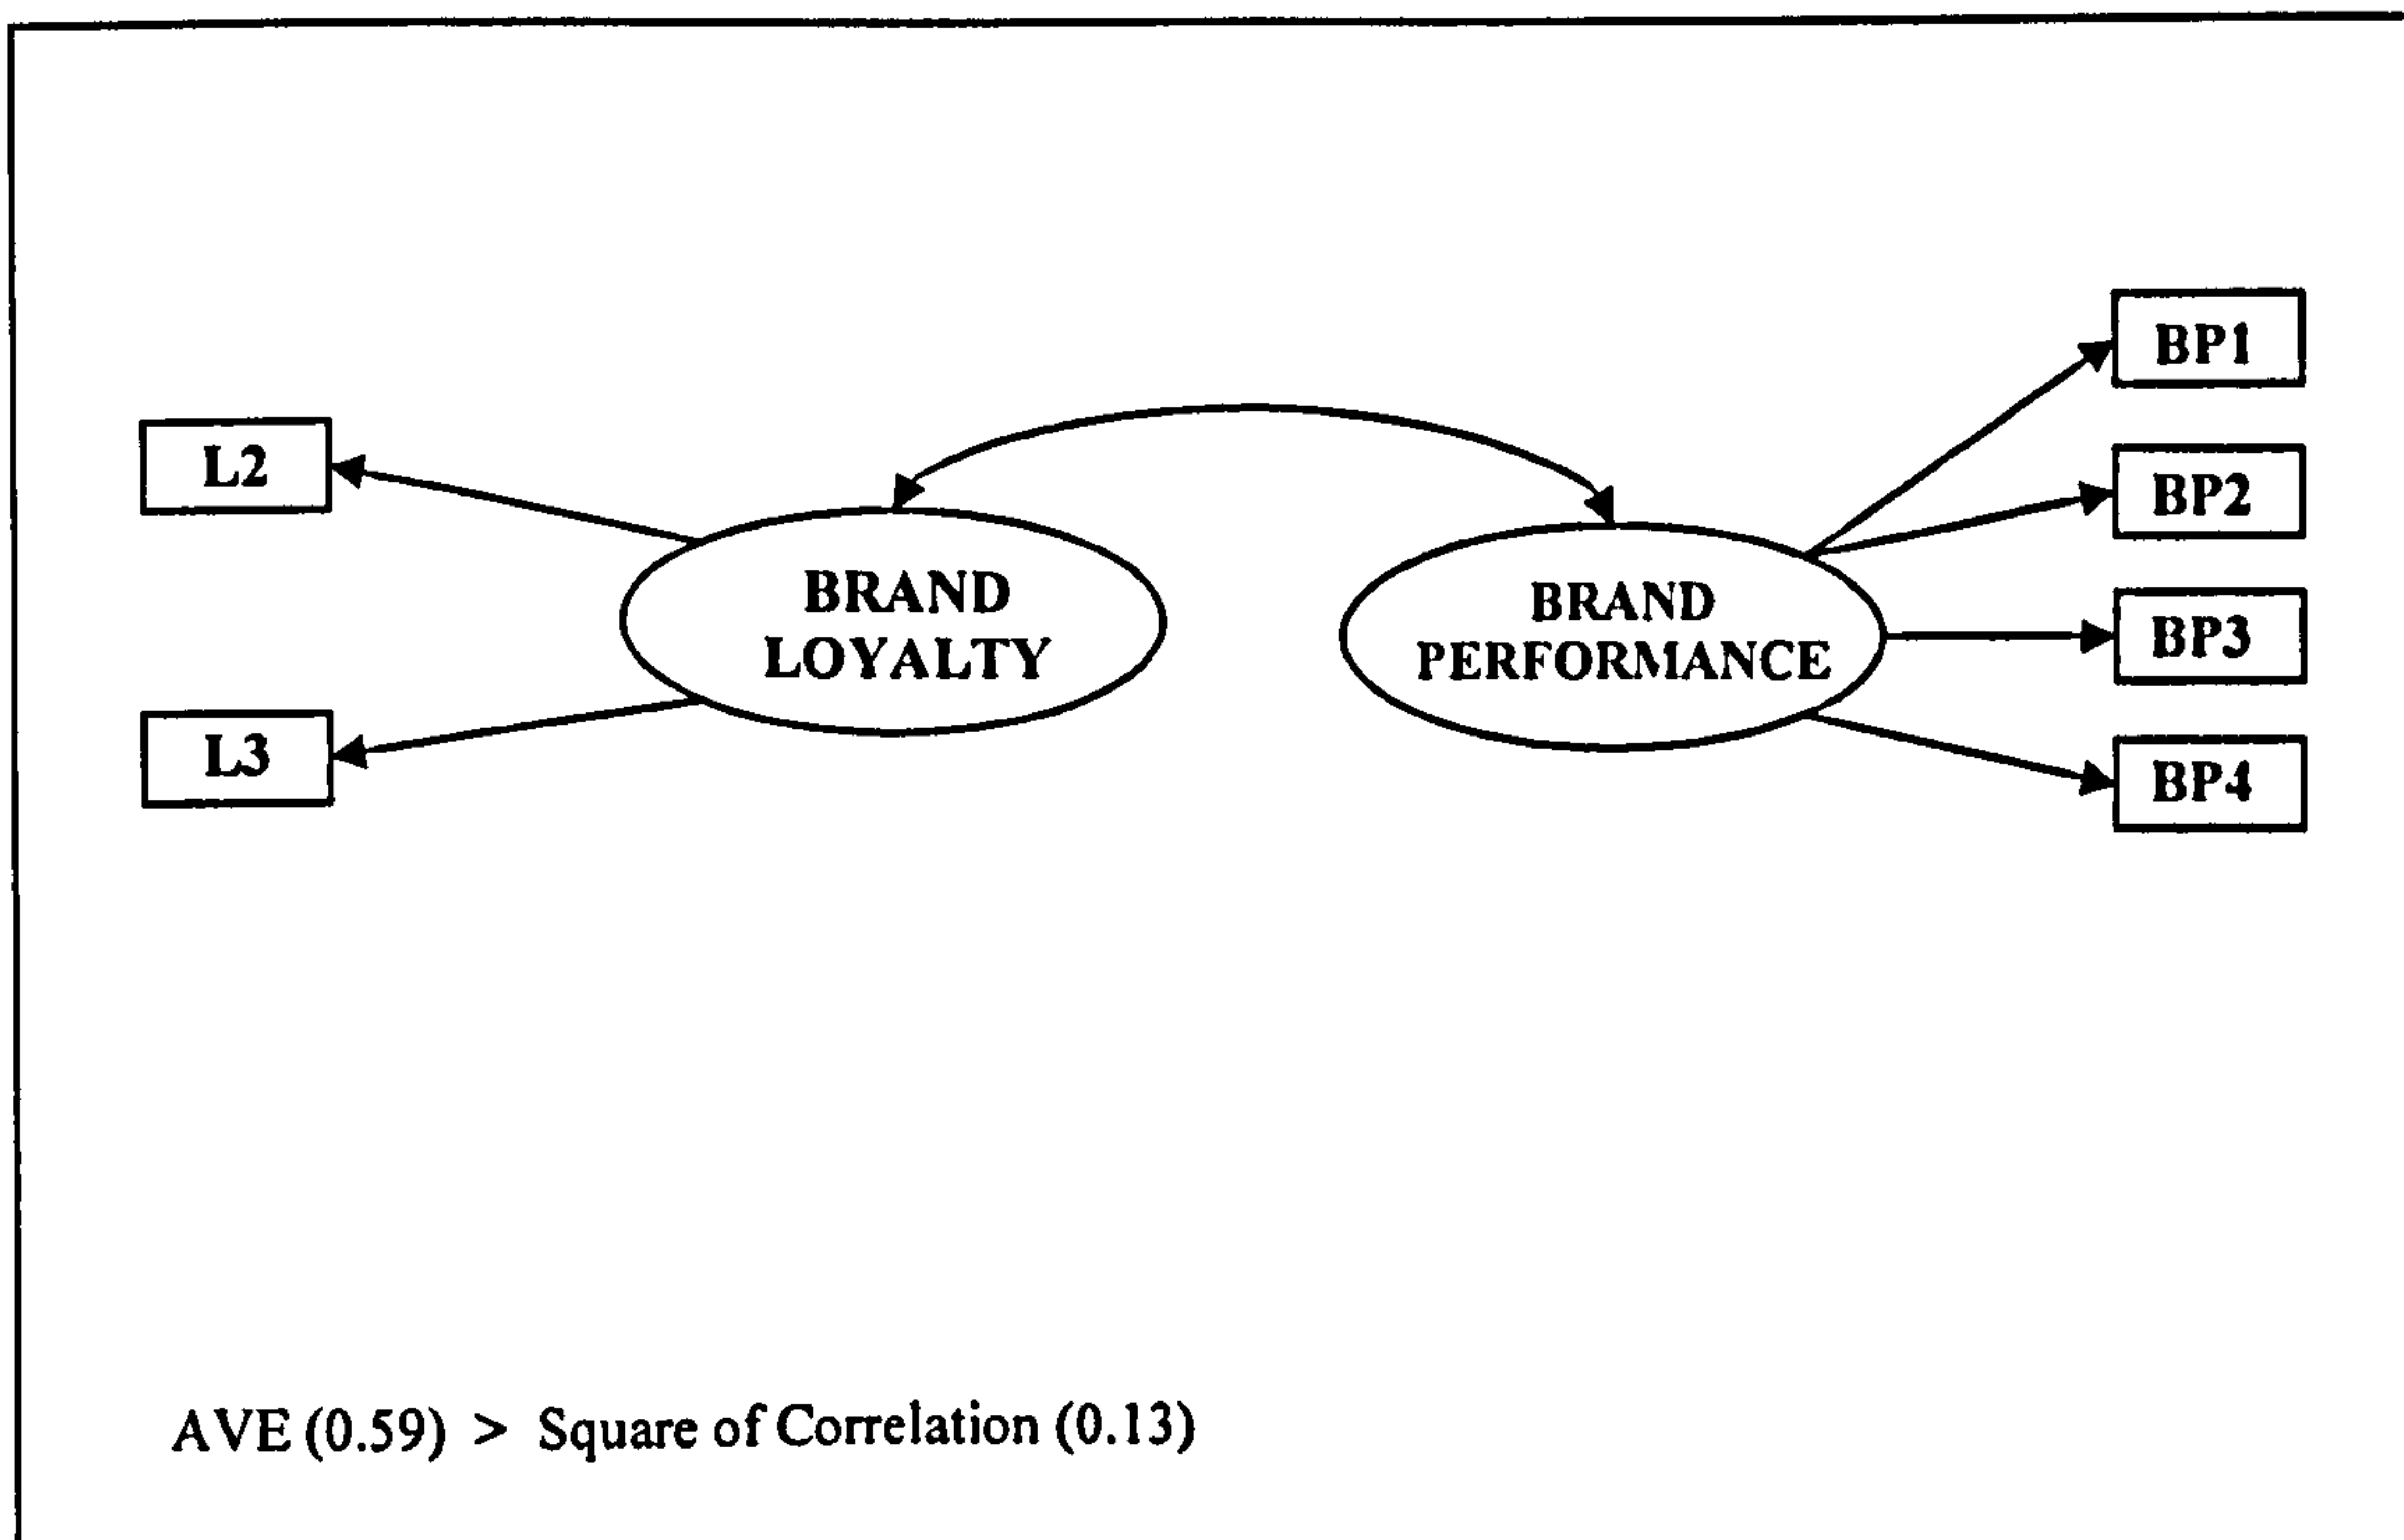 L2
L3
BRAND
LOYALTY
BRAND
PERFORMANCE
BP1
BP2
BP3
BP4
AVE (0.59) > Square of Correlation (0.13)